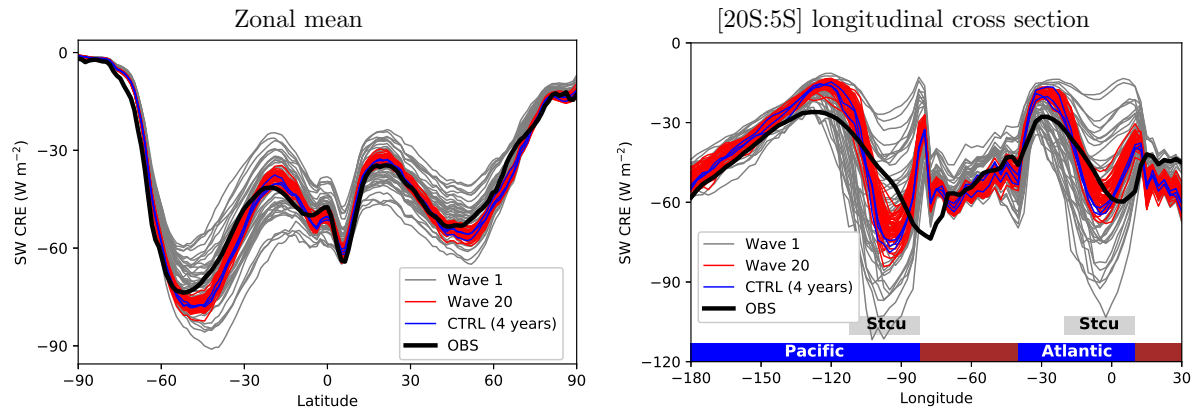 Zonal mean
0
−30
−60
−90
SW CRE (W m−2)
−90 −60 −30 0 30 60 90
Latitude
Wave 1
Wave 20
CTRL (4 years)
OBS
[20S:5S] longitudinal cross section
0
−30
−60
−90
−120
SW CRE (W m−2)
Wave 1
Wave 20
CTRL (4 years)
OBS
Stcu Stcu
Pacific Atlantic
−180 −150 −120 −90 −60 −30 0 30
Longitude